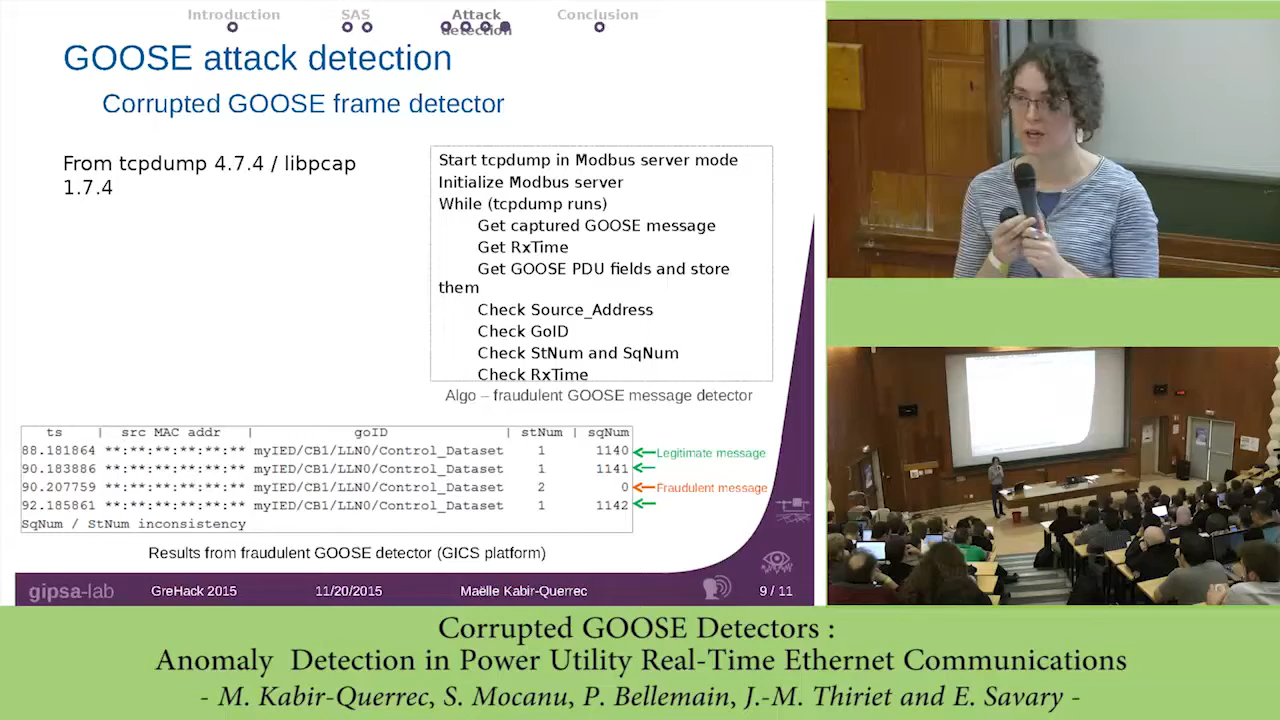 Introduction
SAS
Attack
detection
Conclusion
GOOSE attack detection
Corrupted GOOSE frame detector
From tcpdump 4.7.4 / libpcap
1.7.4
Start tcpdump in Modbus server mode
Initialize Modbus server
While (tcpdump runs)
Get captured GOOSE message
Get RxTime
Get GOOSE PDU fields and store
them
Check Source_Address
Check GoID
Check StNum and SqNum
Check RxTime
Algo – fraudulent GOOSE message detector
ts | src MAC addr | goID | stNum | sqNum
88.181864 **:**:**:**:**:** myIED/CB1/LLN0/Control_Dataset 1 1140 Legitimate message
90.183886 **:**:**:**:**:** myIED/CB1/LLN0/Control_Dataset 1 1141
90.207759 **:**:**:**:**:** myIED/CB1/LLN0/Control_Dataset 2 0 Fraudulent message
92.185861 **:**:**:**:**:** myIED/CB1/LLN0/Control_Dataset 1 1142
SqNum / StNum inconsistency
Results from fraudulent GOOSE detector (GICS platform)
gipsa-lab GreHack 2015 11/20/2015 Maëlle Kabir-Querrec 9 / 11
Corrupted GOOSE Detectors :
Anomaly Detection in Power Utility Real-Time Ethernet Communications
- M. Kabir-Querrec, S. Mocanu, P. Bellemain, J.-M. Thiriet and E. Savary -